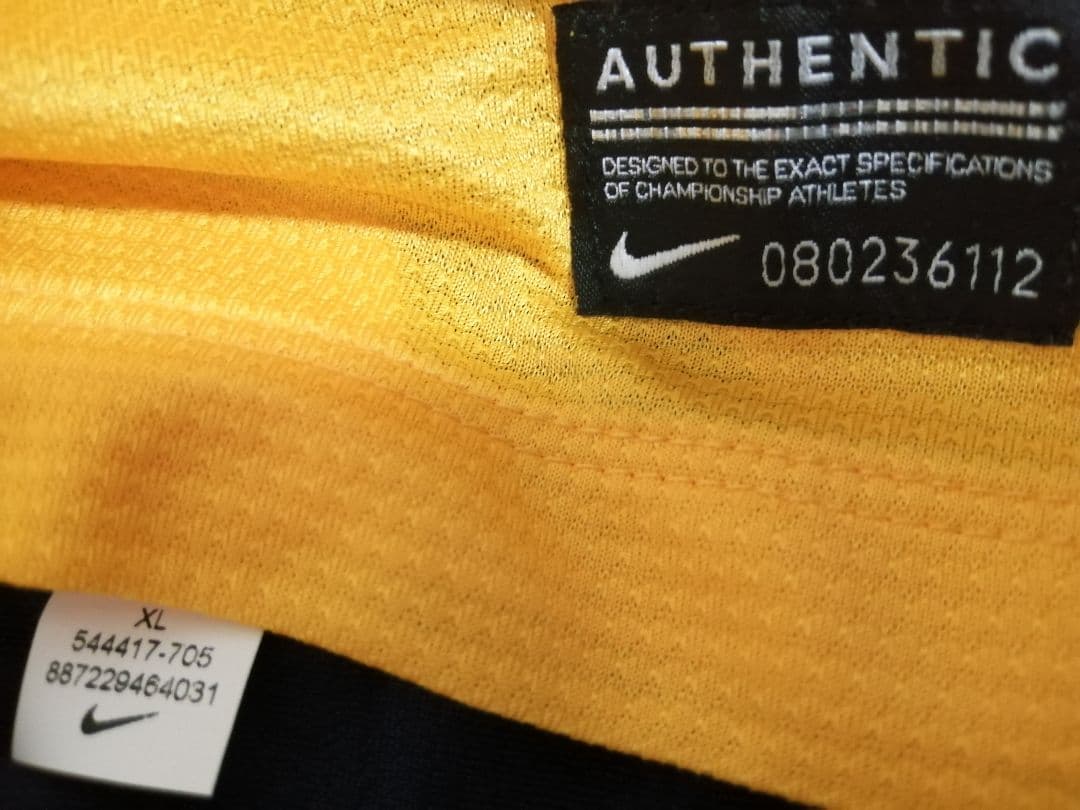 AUTHENTIC
DESIGNED TO THE EXACT SPECIFICATIONS
OF CHAMPIONSHIP ATHLETES
080236112
XL
544417-705
887229464031